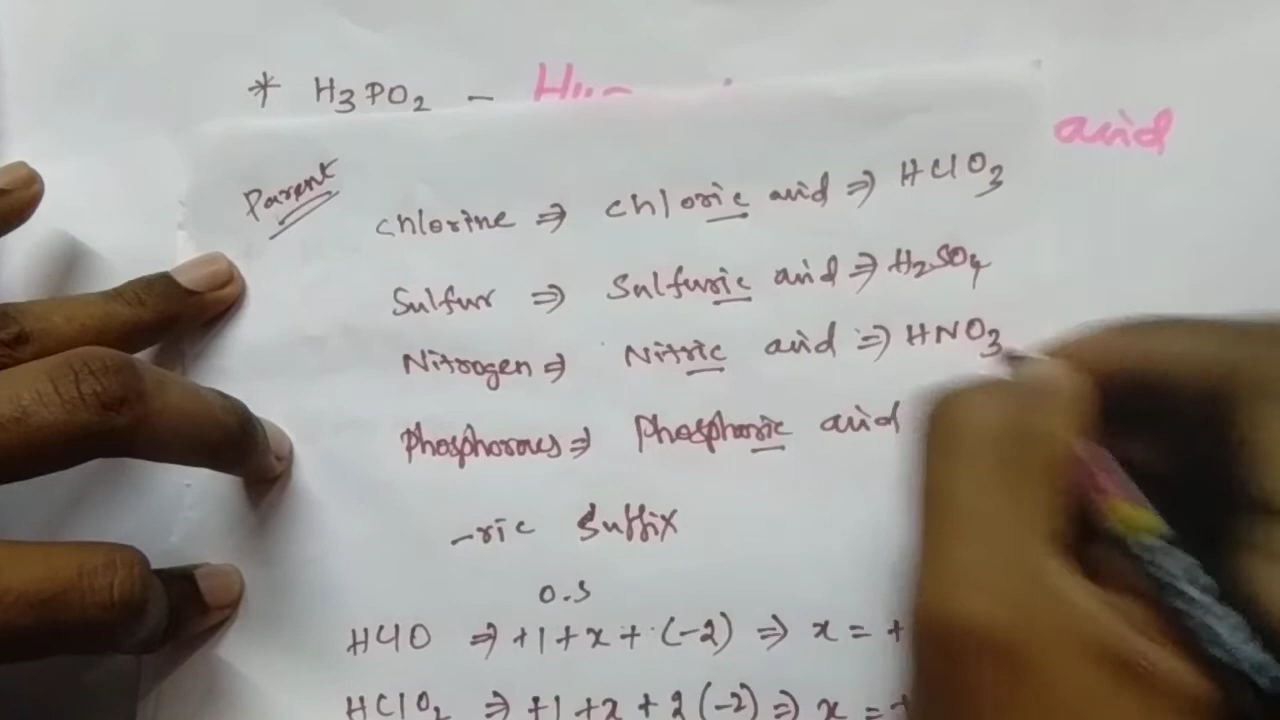 * H₃PO₂ - acid
Parent
Chlorine ⇒ Chloric acid ⇒ HClO₃
Sulfur ⇒ Sulfuric acid ⇒ H₂SO₄
Nitrogen ⇒ Nitric acid ⇒ HNO₃
Phosphorous ⇒ Phosphoric acid
-ric suffix
O.S
HClO ⇒ +1+x+(-2) ⇒ x = +
HClO₂ ⇒ +1+x+2(-2) ⇒ x = +